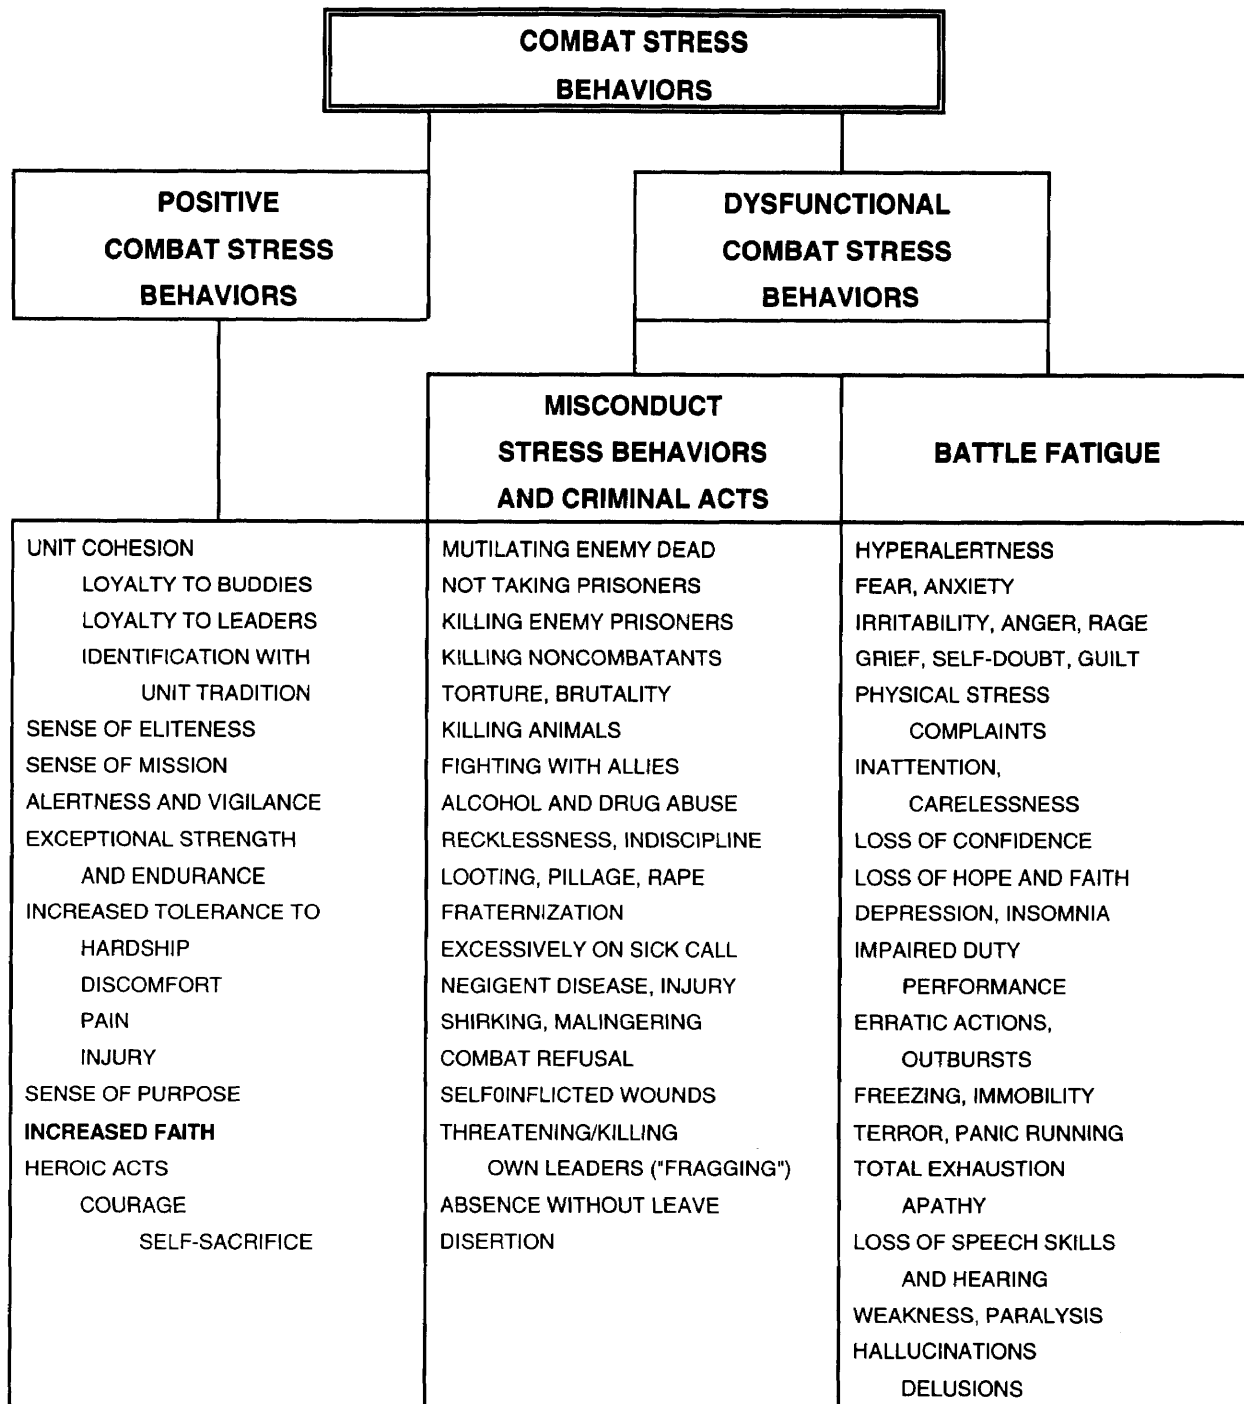 COMBAT STRESS
BEHAVIORS
POSITIVE
COMBAT STRESS
BEHAVIORS
DYSFUNCTIONAL
COMBAT STRESS
BEHAVIORS
MISCONDUCT
STRESS BEHAVIORS
AND CRIMINAL ACTS
BATTLE FATIGUE
UNIT COHESION
LOYALTY TO BUDDIES
LOYALTY TO LEADERS
IDENTIFICATION WITH
UNIT TRADITION
SENSE OF ELITENESS
SENSE OF MISSION
ALERTNESS AND VIGILANCE
EXCEPTIONAL STRENGTH
AND ENDURANCE
INCREASED TOLERANCE TO
HARDSHIP
DISCOMFORT
PAIN
INJURY
SENSE OF PURPOSE
INCREASED FAITH
HEROIC ACTS
COURAGE
SELF-SACRIFICE
MUTILATING ENEMY DEAD
NOT TAKING PRISONERS
KILLING ENEMY PRISONERS
KILLING NONCOMBATANTS
TORTURE, BRUTALITY
KILLING ANIMALS
FIGHTING WITH ALLIES
ALCOHOL AND DRUG ABUSE
RECKLESSNESS, INDISCIPLINE
LOOTING, PILLAGE, RAPE
FRATERNIZATION
EXCESSIVELY ON SICK CALL
NEGIGENT DISEASE, INJURY
SHIRKING, MALINGERING
COMBAT REFUSAL
SELF0INFLICTED WOUNDS
THREATENING/KILLING
OWN LEADERS ("FRAGGING")
ABSENCE WITHOUT LEAVE
DISERTION
HYPERALERTNESS
FEAR, ANXIETY
IRRITABILITY, ANGER, RAGE
GRIEF, SELF-DOUBT, GUILT
PHYSICAL STRESS
COMPLAINTS
INATTENTION,
CARELESSNESS
LOSS OF CONFIDENCE
LOSS OF HOPE AND FAITH
DEPRESSION, INSOMNIA
IMPAIRED DUTY
PERFORMANCE
ERRATIC ACTIONS,
OUTBURSTS
FREEZING, IMMOBILITY
TERROR, PANIC RUNNING
TOTAL EXHAUSTION
APATHY
LOSS OF SPEECH SKILLS
AND HEARING
WEAKNESS, PARALYSIS
HALLUCINATIONS
DELUSIONS